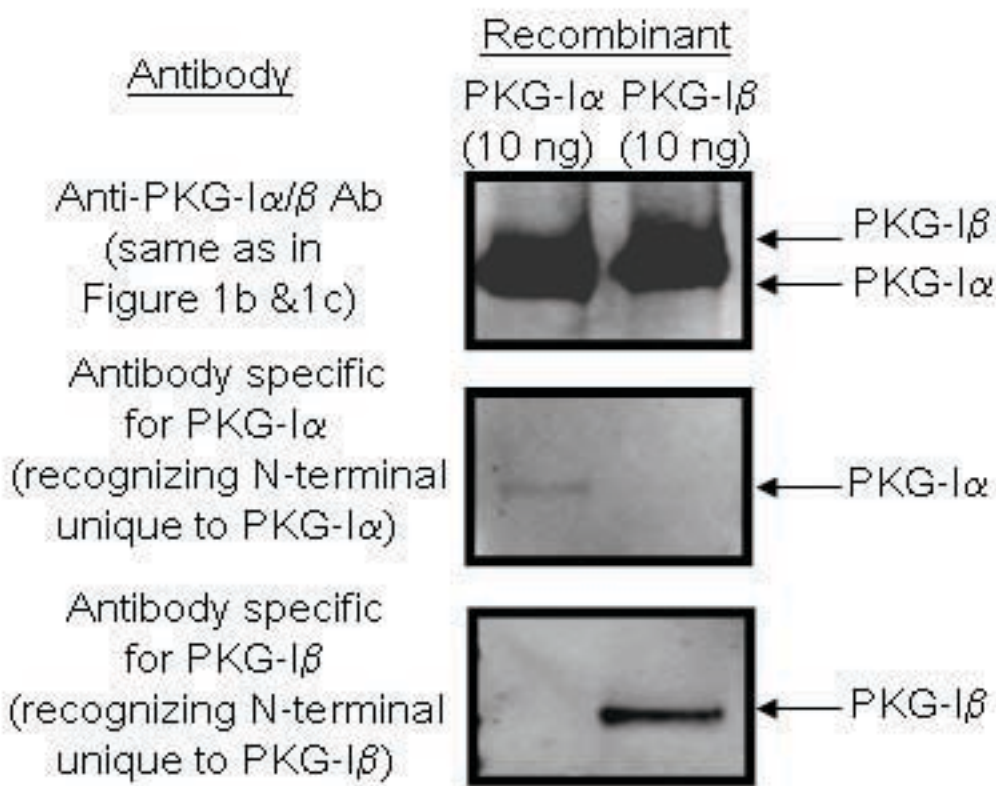 Antibody
Recombinant
PKG-Iα PKG-Iβ
(10 ng) (10 ng)
Anti-PKG-Iα/β Ab
(same as in
Figure 1b &1c)
PKG-Iβ
PKG-Iα
Antibody specific
for PKG-Iα
(recognizing N-terminal
unique to PKG-Iα)
PKG-Iα
Antibody specific
for PKG-Iβ
(recognizing N-terminal
unique to PKG-Iβ)
PKG-Iβ